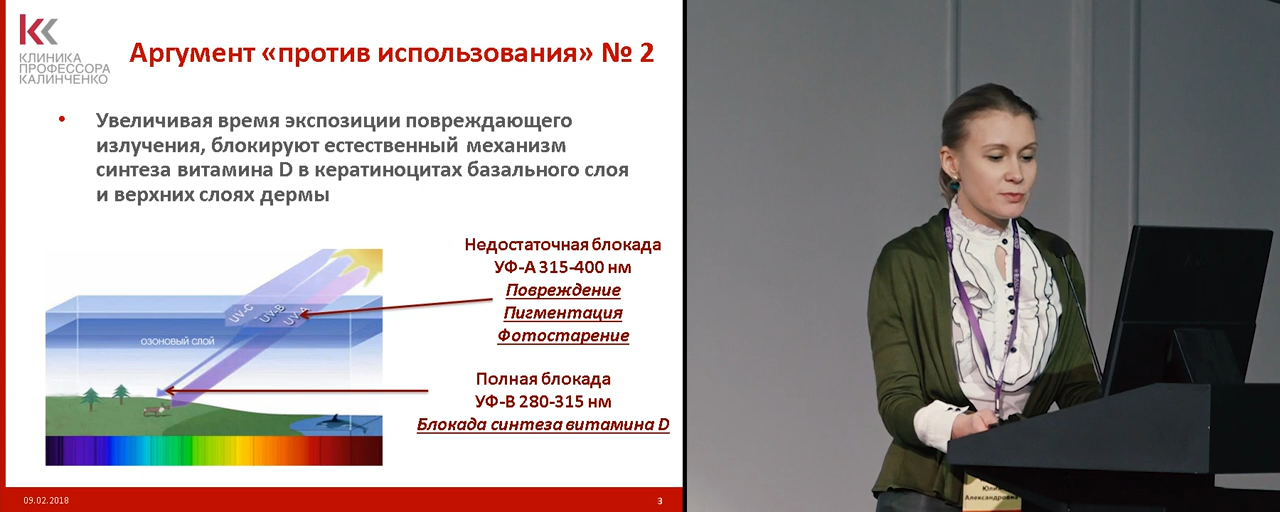 КЛИНИКА
ПРОФЕССОРА
КАЛИНЧЕНКО
Аргумент «против использования» № 2
• Увеличивая время экспозиции повреждающего
излучения, блокируют естественный механизм
синтеза витамина D в кератиноцитах базального слоя
и верхних слоях дермы
Недостаточная блокада
УФ-А 315-400 нм
Повреждение
Пигментация
Фотостарение
UV-C
UV-B
UV-A
ОЗОНОВЫЙ СЛОЙ
Полная блокада
УФ-В 280-315 нм
Блокада синтеза витамина D
09.02.2018
3
Александровна